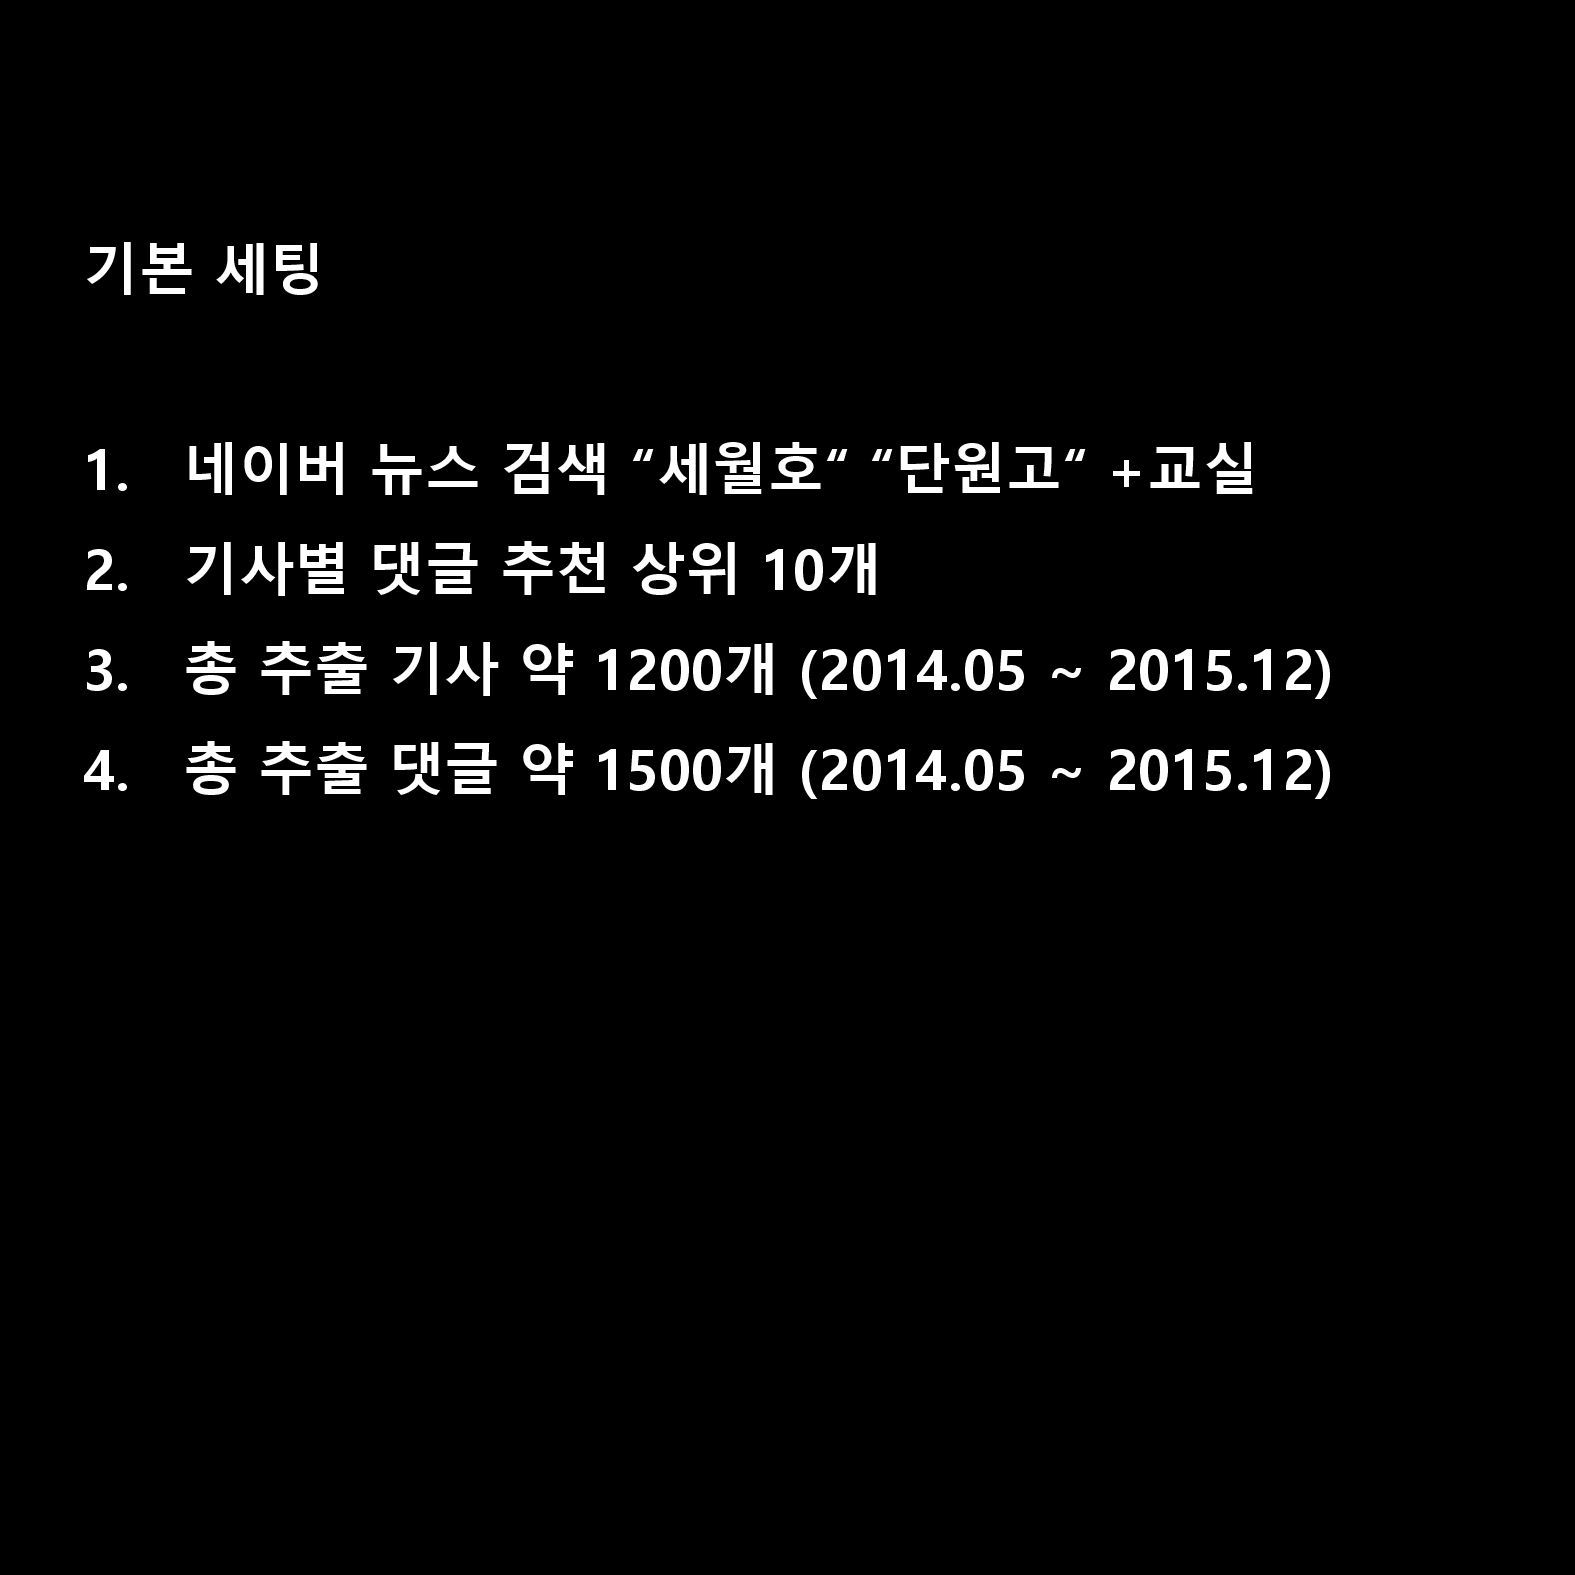 기본 세팅
1. 네이버 뉴스 검색 “세월호“ “단원고“ +교실
2. 기사별 댓글 추천 상위 10개
3. 총 추출 기사 약 1200개 (2014.05 ~ 2015.12)
4. 총 추출 댓글 약 1500개 (2014.05 ~ 2015.12)